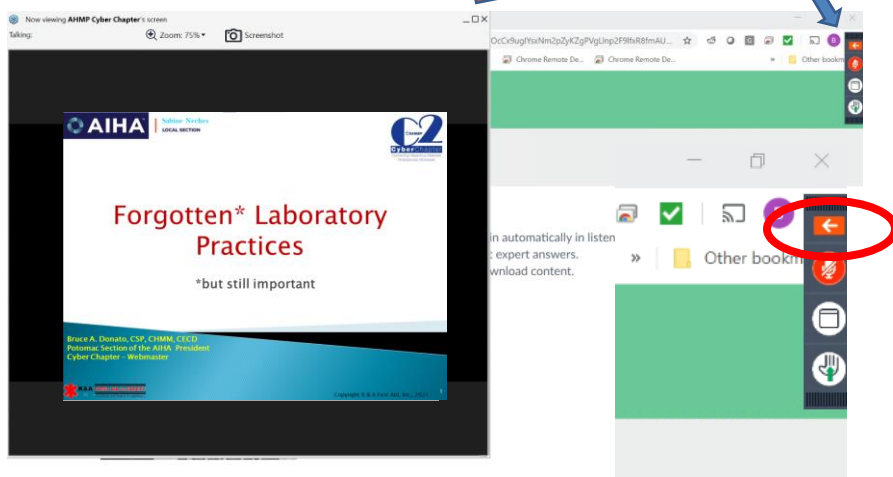 Now viewing AHMP Cyber Chapter's screen
Talking:
Zoom: 75%
Screenshot
Chrome Remote De...
Chrome Remote De...
»
Other bookm
AIHA
Sabine Neches
LOCAL SECTION
C2
CyberChapter
Forgotten* Laboratory
Practices
*but still important
Bruce A. Donato, CSP, CHMM, CECD
Potomac Section of the AIHA President
Cyber Chapter - Webmaster
in automatically in listen
expert answers.
wnload content.
»
Other bookm